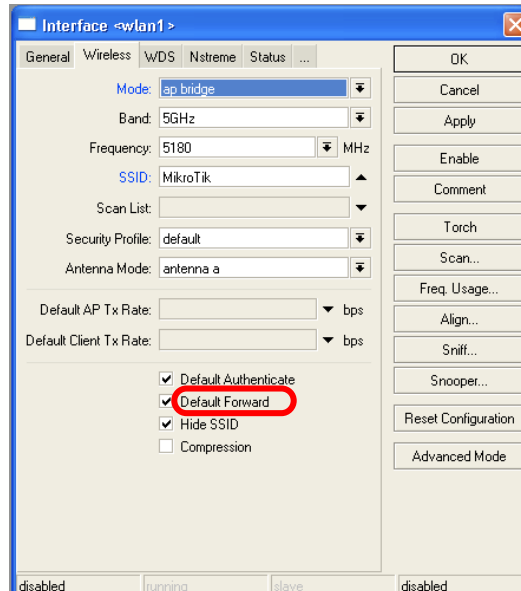 Interface <wlan1>
General Wireless WDS Nstreme Status ...
Mode: ap bridge
Band: 5GHz
Frequency: 5180 MHz
SSID: MikroTik
Scan List:
Security Profile: default
Antenna Mode: antenna a
Default AP Tx Rate: bps
Default Client Tx Rate: bps
Default Authenticate
Default Forward
Hide SSID
Compression
OK
Cancel
Apply
Enable
Comment
Torch
Scan...
Freq. Usage...
Align...
Sniff...
Snooper...
Reset Configuration
Advanced Mode
disabled running slave disabled